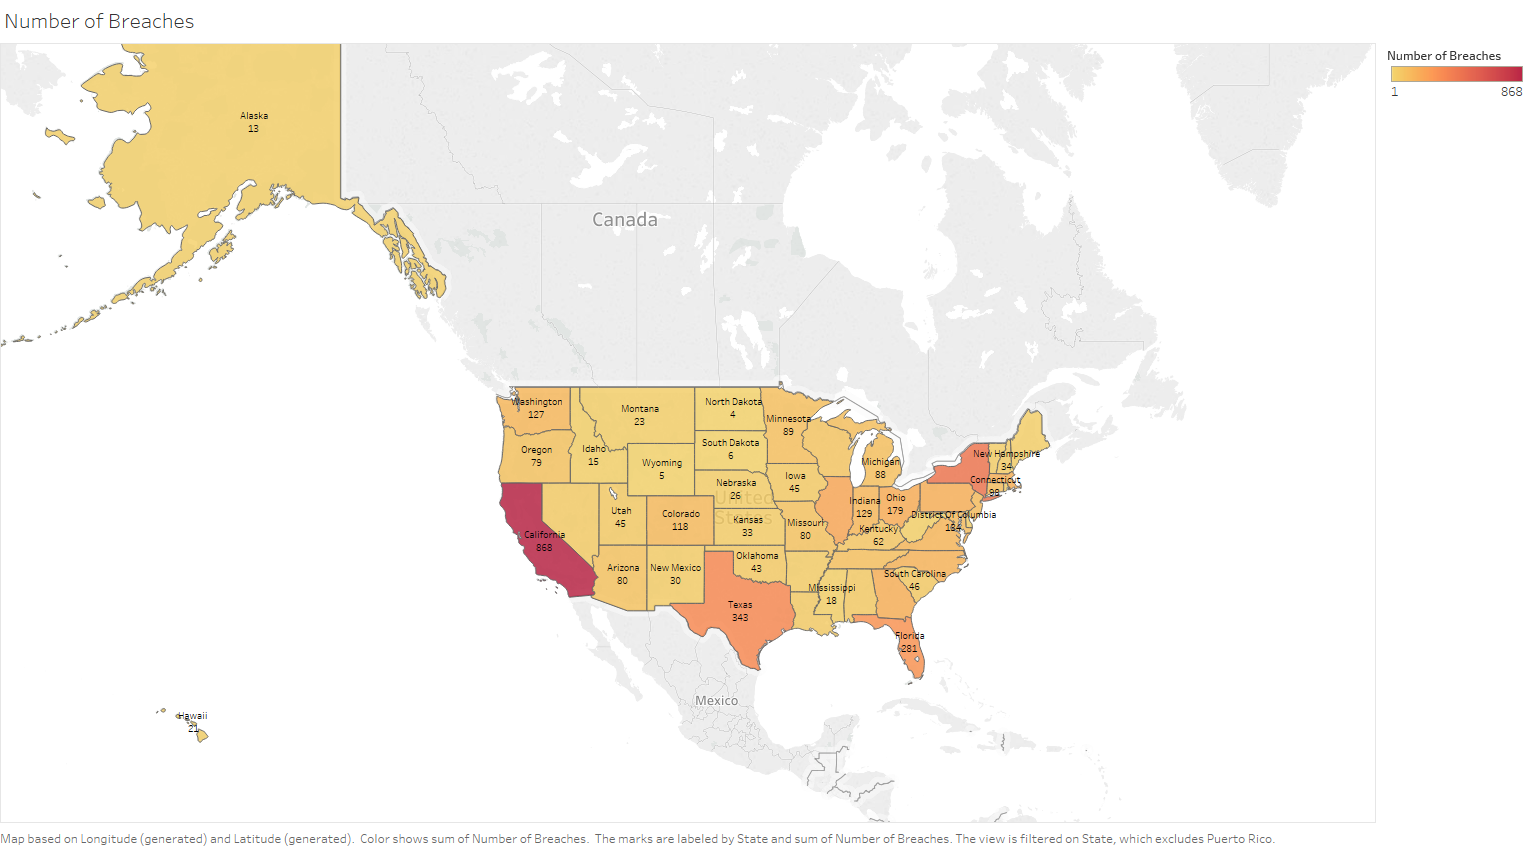 Number of Breaches
Number of Breaches
1
868
Alaska
13
Canada
Washington
127
Montana
23
North Dakota
4
Minnesota
89
Oregon
79
Idaho
15
Wyoming
5
South Dakota
6
Michigan
88
New Hampshire
34
Nebraska
26
Iowa
45
Connecticut
United
States
Utah
45
Colorado
118
Kansas
33
Missouri
80
Indiana
129
Ohio
179
District Of Columbia
Kentucky
62
California
868
Arizona
80
New Mexico
30
Oklahoma
43
South Carolina
46
Mississippi
18
Texas
343
Florida
281
Mexico
Hawaii
21
Map based on Longitude (generated) and Latitude (generated).  Color shows sum of Number of Breaches.  The marks are labeled by State and sum of Number of Breaches. The view is filtered on State, which excludes Puerto Rico.